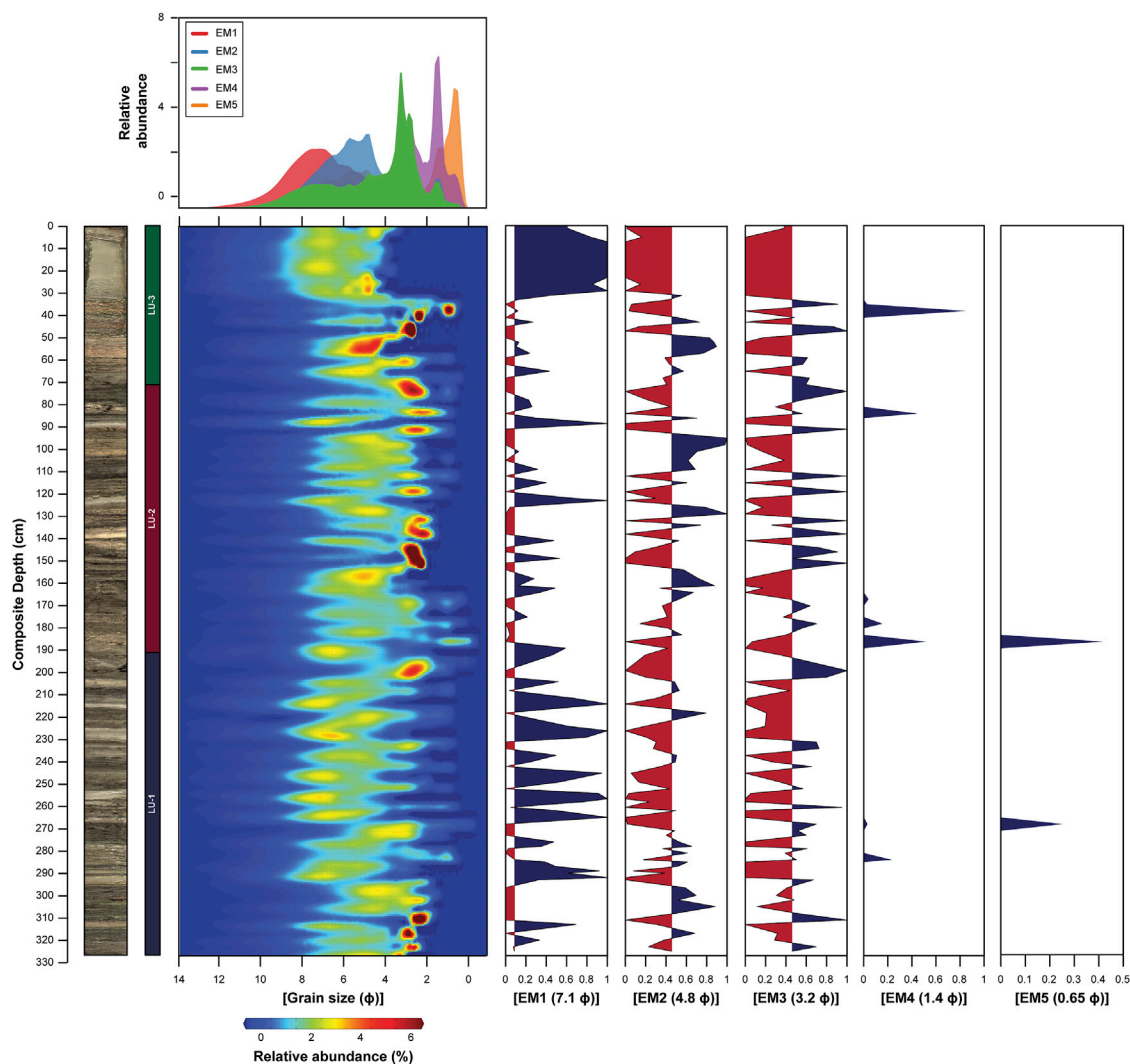 8
4
0
Relative
abundance
EM1
EM2
EM3
EM4
EM5
0
10
20
30
40
50
60
70
80
90
100
110
120
130
140
150
160
170
180
190
200
210
220
230
240
250
260
270
280
290
300
310
320
330
Composite Depth (cm)
LU-3
LU-2
LU-1
14 10 8 6 4 2 0
[Grain size (ϕ)]
0 0.2 0.4 0.6 0.8 1
[EM1 (7.1 ϕ)]
0 0.2 0.4 0.6 0.8 1
[EM2 (4.8 ϕ)]
0 0.2 0.4 0.6 0.8 1
[EM3 (3.2 ϕ)]
0 0.2 0.4 0.6 0.8 1
[EM4 (1.4 ϕ)]
0 0.1 0.2 0.3 0.4 0.5
[EM5 (0.65 ϕ)]
0 2 4 6
Relative abundance (%)